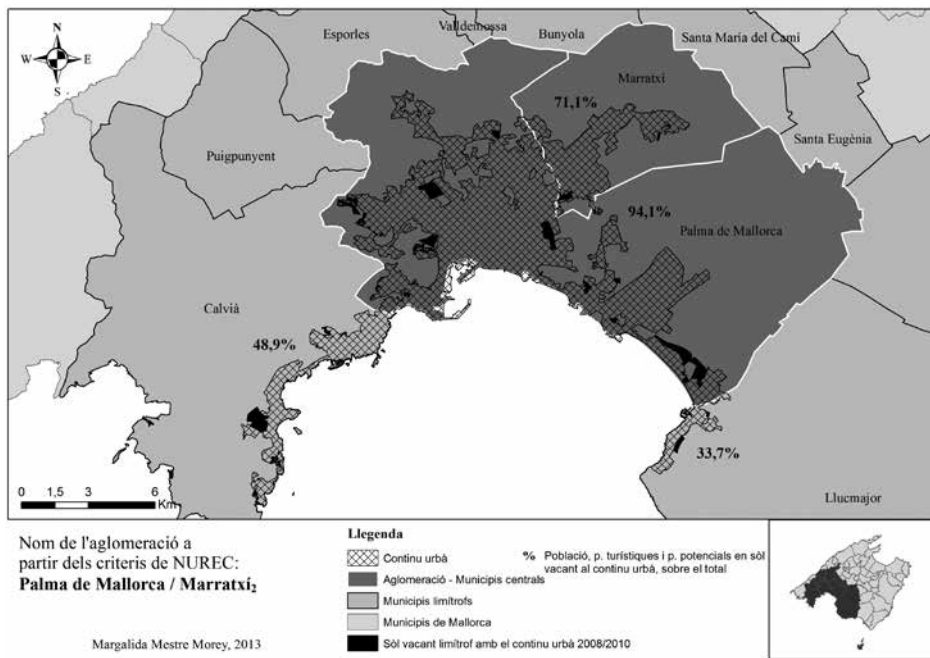 N
W E
S
Esporles
Valldemossa
Bunyola
Santa Maria del Camí
Marratxí
71,1%
Santa Eugènia
Puigpunyent
94,1%
Palma de Mallorca
Calvià
48,9%
33,7%
Llucmajor
0 1,5 3 6
Km
Nom de l'aglomeració a
partir dels criteris de NUREC:
Palma de Mallorca / Marratxí₂
Margalida Mestre Morey, 2013
Llegenda
Continu urbà
Aglomeració - Municipis centrals
Municipis limítrofs
Municipis de Mallorca
Sòl vacant limítrof amb el continu urbà 2008/2010
% Població, p. turístiques i p. potencials en sòl
vacant al continu urbà, sobre el total